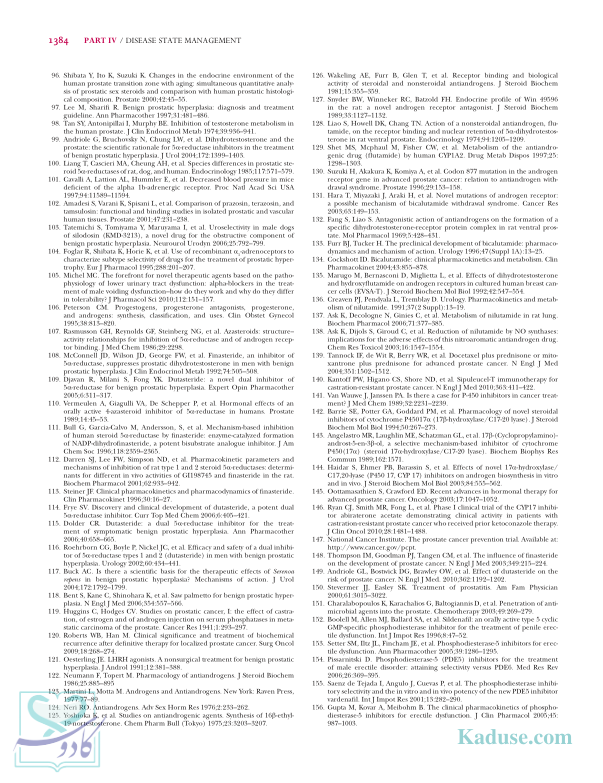 1384 PART IV / DISEASE STATE MANAGEMENT
96. Shibata Y, Ito K, Suzuki K. Changes in the endocrine environment of the
human prostate transition zone with aging: simultaneous quantitative analy-
sis of prostatic sex steroids and comparison with human prostatic histologi-
cal composition. Prostate 2000;42:45–55.
97. Lee M, Sharifi R. Benign prostatic hyperplasia: diagnosis and treatment
guideline. Ann Pharmacother 1997;31:481–486.
98. Tan SY, Antonipillai I, Murphy BE. Inhibition of testosterone metabolism in
the human prostate. J Clin Endocrinol Metab 1974;39:936–941.
99. Andriole G, Bruchovsky N, Chung LW, et al. Dihydrotestosterone and the
prostate: the scientific rationale for 5α-reductase inhibitors in the treatment
of benign prostatic hyperplasia. J Urol 2004;172:1399–1403.
100. Liang T, Cascieri MA, Cheung AH, et al. Species differences in prostatic ste-
roid 5α-reductases of rat, dog, and human. Endocrinology 1985;117:571–579.
101. Cavalli A, Lattion AL, Hummler E, et al. Decreased blood pressure in mice
deficient of the alpha 1b-adrenergic receptor. Proc Natl Acad Sci USA
1997;94:11589–11594.
102. Amadesi S, Varani K, Spisani L, et al. Comparison of prazosin, terazosin, and
tamsulosin: functional and binding studies in isolated prostatic and vascular
human tissues. Prostate 2001;47:231–238.
103. Tatemichi S, Tomiyama Y, Maruyama I, et al. Uroselectivity in male dogs
of silodosin (KMD-3213), a novel drug for the obstructive component of
benign prostatic hyperplasia. Neurourol Urodyn 2006;25:792–799.
104. Foglar R, Shibata K, Horie K, et al. Use of recombinant α1-adrenoceptors to
characterize subtype selectivity of drugs for the treatment of prostatic hyper-
trophy. Eur J Pharmacol 1995;288:201–207.
105. Michel MC. The forefront for novel therapeutic agents based on the patho-
physiology of lower urinary tract dysfunction: alpha-blockers in the treat-
ment of male voiding dysfunction–how do they work and why do they differ
in tolerability? J Pharmacol Sci 2010;112:151–157.
106. Peterson CM. Progestogens, progesterone antagonists, progesterone,
and androgens: synthesis, classification, and uses. Clin Obstet Gynecol
1995;38:813–820.
107. Rasmusson GH, Reynolds GF, Steinberg NG, et al. Azasteroids: structure–
activity relationships for inhibition of 5α-reductase and of androgen recep-
tor binding. J Med Chem 1986;29:2298.
108. McConnell JD, Wilson JD, George FW, et al. Finasteride, an inhibitor of
5α-reductase, suppresses prostatic dihydrotestosterone in men with benign
prostatic hyperplasia. J Clin Endocrinol Metab 1992;74:505–508.
109. Djavan R, Milani S, Fong YK. Dutasteride: a novel dual inhibitor of
5α-reductase for benign prostatic hyperplasia. Expert Opin Pharmacother
2005;6:311–317.
110. Vermeulen A, Giagulli VA, De Schepper P, et al. Hormonal effects of an
orally active 4-azasteroid inhibitor of 5α-reductase in humans. Prostate
1989;14:45–53.
111. Bull G, Garcia-Calvo M, Andersson, S, et al. Mechanism-based inhibition
of human steroid 5α-reductase by finasteride: enzyme-catalyzed formation
of NADP-dihydrofinasteride, a potent bisubstrate analogue inhibitor. J Am
Chem Soc 1996;118:2359–2365.
112. Darren SJ, Lee FW, Simpson ND, et al. Pharmacokinetic parameters and
mechanisms of inhibition of rat type 1 and 2 steroid 5α-reductases: determi-
nants for different in vivo activities of GI198745 and finasteride in the rat.
Biochem Pharmacol 2001;62:933–942.
113. Steiner JF. Clinical pharmacokinetics and pharmacodynamics of finasteride.
Clin Pharmacokinet 1996;30:16–27.
114. Frye SV. Discovery and clinical development of dutasteride, a potent dual
5α-reductase inhibitor. Curr Top Med Chem 2006;6:405–421.
115. Dolder CR. Dutasteride: a dual 5α-reductase inhibitor for the treat-
ment of symptomatic benign prostatic hyperplasia. Ann Pharmacother
2006;40:658–665.
116. Roehrborn CG, Boyle P, Nickel JC, et al. Efficacy and safety of a dual inhibi-
tor of 5α-reductase types 1 and 2 (dutasteride) in men with benign prostatic
hyperplasia. Urology 2002;60:434–441.
117. Buck AC. Is there a scientific basis for the therapeutic effects of Serenoa
repens in benign prostatic hyperplasia? Mechanisms of action. J Urol
2004;172:1792–1799.
118. Bent S, Kane C, Shinohara K, et al. Saw palmetto for benign prostatic hyper-
plasia. N Engl J Med 2006;354:557–566.
119. Huggins C, Hodges CV. Studies on prostatic cancer, I: the effect of castra-
tion, of estrogen and of androgen injection on serum phosphatases in meta-
static carcinoma of the prostate. Cancer Res 1941;1:293–297.
120. Roberts WB, Han M. Clinical significance and treatment of biochemical
recurrence after definitive therapy for localized prostate cancer. Surg Oncol
2009;18:268–274.
121. Oesterling JE. LHRH agonists. A nonsurgical treatment for benign prostatic
hyperplasia. J Androl 1991;12:381–388.
122. Neumann F, Topert M. Pharmacology of antiandrogens. J Steroid Biochem
1986;25:885–895
123. Martini L, Motta M. Androgens and Antiandrogens. New York: Raven Press,
1977:77–89.
124. Neri RO. Antiandrogens. Adv Sex Horm Res 1976;2:233–262.
125. Yoshioka K, et al. Studies on antiandrogenic agents. Synthesis of 16β-ethyl-
19-nortestosterone. Chem Pharm Bull (Tokyo) 1975;23:3203–3207.
126. Wakeling AE, Furr B, Glen T, et al. Receptor binding and biological
activity of steroidal and nonsteroidal antiandrogens. J Steroid Biochem
1981;15:355–359.
127. Snyder BW, Winneker RC, Batzold FH. Endocrine profile of Win 49596
in the rat: a novel androgen receptor antagonist. J Steroid Biochem
1989;33:1127–1132.
128. Liao S, Howell DK, Chang TN. Action of a nonsteroidal antiandrogen, flu-
tamide, on the receptor binding and nuclear retention of 5α-dihydrotestos-
terone in rat ventral prostate. Endocrinology 1974;94:1205–1209.
129. Shet MS, Mcphaul M, Fisher CW, et al. Metabolism of the antiandro-
genic drug (flutamide) by human CYP1A2. Drug Metab Dispos 1997;25:
1298–1303.
130. Suzuki H, Akakura K, Komiya A, et al. Codon 877 mutation in the androgen
receptor gene in advanced prostate cancer: relation to antiandrogen with-
drawal syndrome. Prostate 1996;29:153–158.
131. Hara T, Miyazaki J, Araki H, et al. Novel mutations of androgen receptor:
a possible mechanism of bicalutamide withdrawal syndrome. Cancer Res
2003;63:149–153.
132. Fang S, Liao S. Antagonistic action of antiandrogens on the formation of a
specific dihydrotestosterone-receptor protein complex in rat ventral pros-
tate. Mol Pharmacol 1969;5:428–431.
133. Furr BJ, Tucker H. The preclinical development of bicalutamide: pharmaco-
dynamics and mechanism of action. Urology 1996;47(Suppl 1A):13–25.
134. Cockshott ID. Bicalutamide: clinical pharmacokinetics and metabolism. Clin
Pharmacokinet 2004;43:855–878.
135. Marugo M, Bernasconi D, Miglietta L, et al. Effects of dihydrotestosterone
and hydroxyflutamide on androgen receptors in cultured human breast can-
cer cells (EVSA-T). J Steroid Biochem Mol Biol 1992;42:547–554.
136. Creaven PJ, Pendyala L, Tremblay D. Urology. Pharmacokinetics and metab-
olism of nilutamide. 1991;37(2 Suppl):13–19.
137. Ask K, Decologne N, Ginies C, et al. Metabolism of nilutamide in rat lung.
Biochem Pharmacol 2006;71:377–385.
138. Ask K, Dijols S, Giroud C, et al. Reduction of nilutamide by NO synthases:
implications for the adverse effects of this nitroaromatic antiandrogen drug.
Chem Res Toxicol 2003;16:1547–1554.
139. Tannock IF, de Wit R, Berry WR, et al. Docetaxel plus prednisone or mito-
xantrone plus prednisone for advanced prostate cancer. N Engl J Med
2004;351:1502–1512.
140. Kantoff PW, Higano CS, Shore ND, et al. Sipuleucel-T immunotherapy for
castration-resistant prostate cancer. N Engl J Med 2010;363:411–422.
141. Van Wauwe J, Janssen PA. Is there a case for P-450 inhibitors in cancer treat-
ment? J Med Chem 1989;32:2231–2239.
142. Barrie SE, Potter GA, Goddard PM, et al. Pharmacology of novel steroidal
inhibitors of cytochrome P45017α (17β-hydroxylase/C17-20 lyase). J Steroid
Biochem Mol Biol 1994;50:267–273.
143. Angelastro MR, Laughlin ME, Schatzman GL, et al. 17β-(Cyclopropylamino)-
androst-5-en-3β-ol, a selective mechanism-based inhibitor of cytochrome
P450(17α) (steroid 17α-hydroxylase/C17-20 lyase). Biochem Biophys Res
Commun 1989;162:1571.
144. Haidar S, Ehmer PB, Barassin S, et al. Effects of novel 17α-hydroxylase/
C17,20-lyase (P450 17, CYP 17) inhibitors on androgen biosynthesis in vitro
and in vivo. J Steroid Biochem Mol Biol 2003;84:555–562.
145. Oottamasathien S, Crawford ED. Recent advances in hormonal therapy for
advanced prostate cancer. Oncology 2003;17:1047–1052.
146. Ryan CJ, Smith MR, Fong L, et al. Phase I clinical trial of the CYP17 inhibi-
tor abiraterone acetate demonstrating clinical activity in patients with
castration-resistant prostate cancer who received prior ketoconazole therapy.
J Clin Oncol 2010;28:1481–1488.
147. National Cancer Institute. The prostate cancer prevention trial. Available at:
http://www.cancer.gov/pcpt.
148. Thompson IM, Goodman PJ, Tangen CM, et al. The influence of finasteride
on the development of prostate cancer. N Engl J Med 2003;349:215–224.
149. Andriole GL, Bostwick DG, Brawley OW, et al. Effect of dutasteride on the
risk of prostate cancer. N Engl J Med. 2010;362:1192–1202.
150. Stevermer JJ, Easley SK. Treatment of prostatitis. Am Fam Physician
2000;61:3015–3022.
151. Charalabopoulos K, Karachalios G, Baltogiannis D, et al. Penetration of anti-
microbial agents into the prostate. Chemotherapy 2003;49:269–279.
152. Boolell M, Allen MJ, Ballard SA, et al. Sildenafil: an orally active type 5 cyclic
GMP-specific phosphodiesterase inhibitor for the treatment of penile erec-
tile dysfunction. Int J Impot Res 1996;8:47–52.
153. Setter SM, Iltz JL, Fincham JE, et al. Phosphodiesterase-5 inhibitors for erec-
tile dysfunction. Ann Pharmacother 2005;39:1286–1295.
154. Pissarnitski D. Phosphodiesterase-5 (PDE5) inhibitors for the treatment
of male erectile disorder: attaining selectivity versus PDE6. Med Res Rev
2006;26:369–395.
155. Saenz de Tejada I, Angulo J, Cuevas P, et al. The phosphodiesterase inhibi-
tory selectivity and the in vitro and in vivo potency of the new PDE5 inhibitor
vardenafil. Int J Impot Res 2001;13:282–290.
156. Gupta M, Kovar A, Meibohm B. The clinical pharmacokinetics of phospho-
diesterase-5 inhibitors for erectile dysfunction. J Clin Pharmacol 2005;45:
987–1003.
کادوسه
Kaduse.com